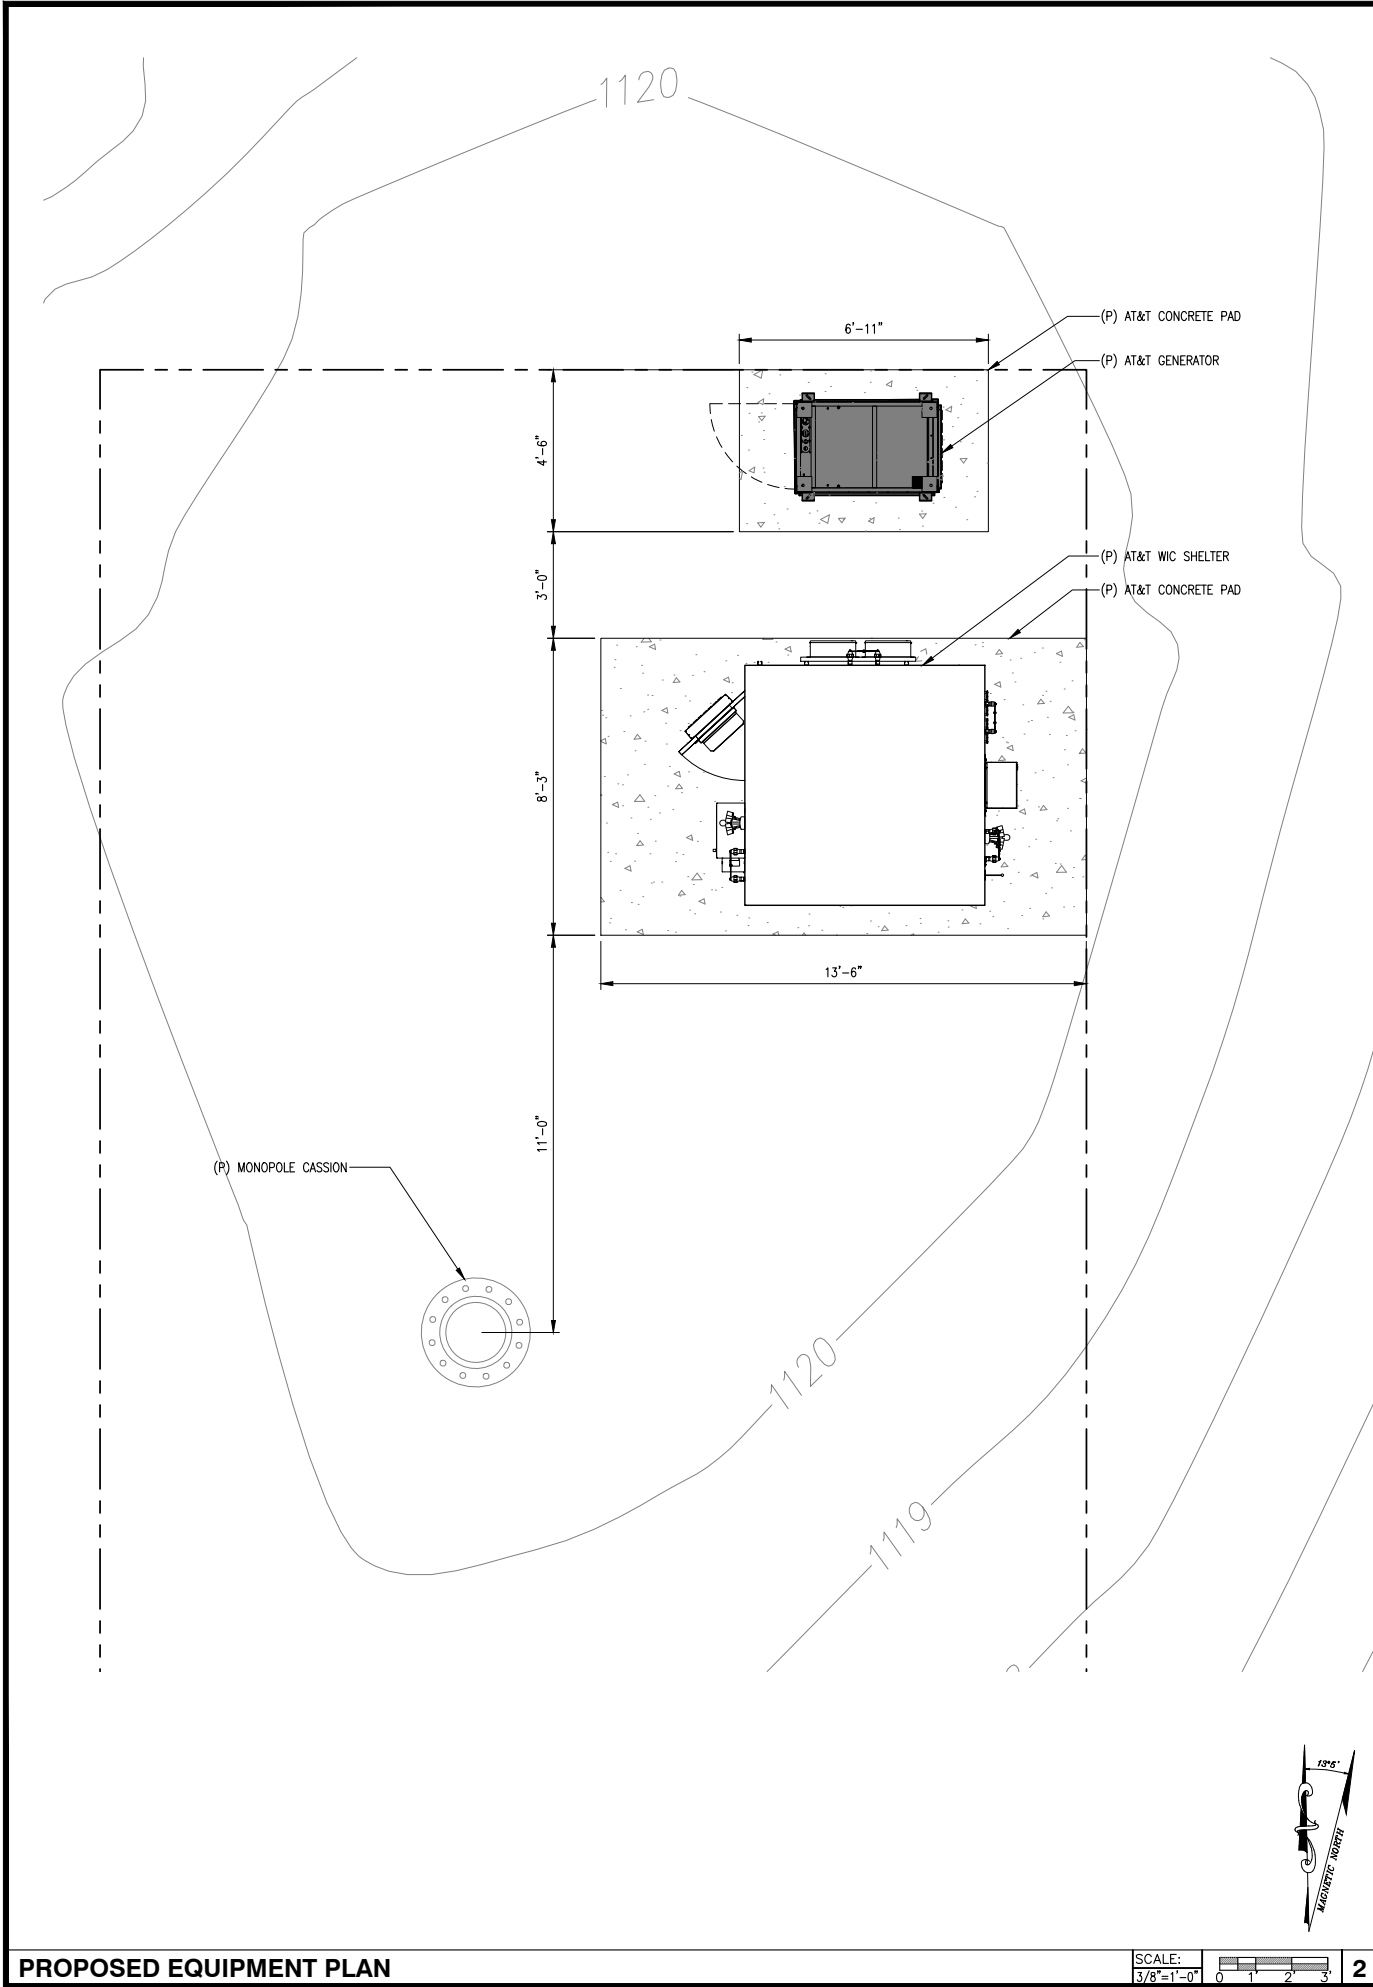 1120
6'-11"
(P) AT&T CONCRETE PAD
(P) AT&T GENERATOR
4'-6"
3'-0"
(P) AT&T WIC SHELTER
(P) AT&T CONCRETE PAD
8'-3"
13'-6"
11'-0"
(P) MONOPOLE CASSION
1120
1119
13°5'
MAGNETIC NORTH
PROPOSED EQUIPMENT PLAN
SCALE:
3/8"=1'-0"
0 1' 2' 3'
2